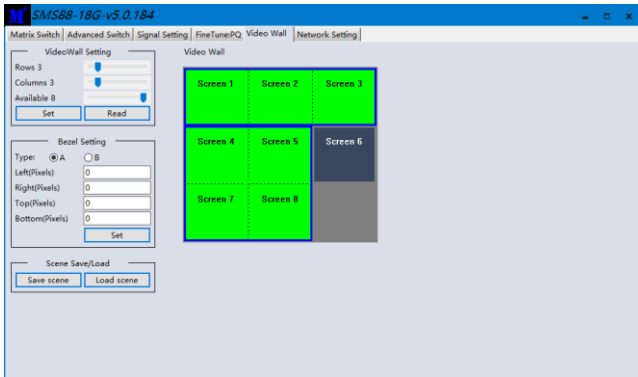 M SMS88-18G-v5.0.184
Matrix Switch Advanced Switch Signal Setting FineTune:PQ Video Wall Network Setting
VideoWall Setting
Rows 3
Columns 3
Available 8
Set Read
Bezel Setting
Type: A B
Left(Pixels) 0
Right(Pixels) 0
Top(Pixels) 0
Bottom(Pixels) 0
Set
Scene Save/Load
Save scene Load scene
Video Wall
Screen 1 Screen 2 Screen 3
Screen 4 Screen 5 Screen 6
Screen 7 Screen 8